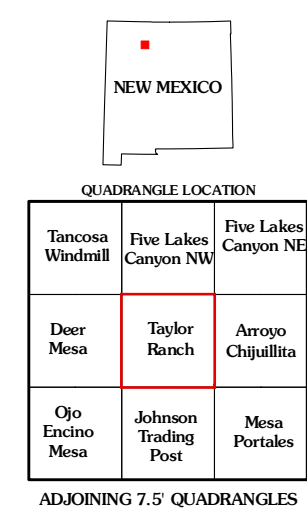 NEW MEXICO
QUADRANGLE LOCATION
Tancosa
Windmill
Five Lakes
Canyon NW
Five Lakes
Canyon NE
Deer
Mesa
Taylor
Ranch
Arroyo
Chijuillita
Ojo
Encino
Mesa
Johnson
Trading
Post
Mesa
Portales
ADJOINING 7.5' QUADRANGLES